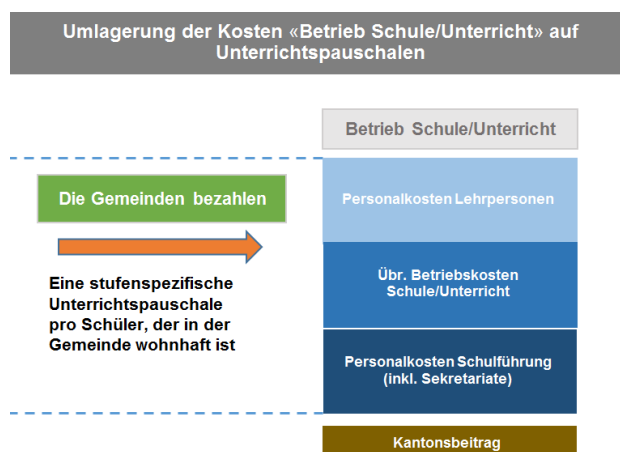 Umlagerung der Kosten «Betrieb Schule/Unterricht» auf
Unterrichtspauschalen
Betrieb Schule/Unterricht
Die Gemeinden bezahlen
Personalkosten Lehrpersonen
Eine stufenspezifische
Unterrichtspauschale
pro Schüler, der in der
Gemeinde wohnhaft ist
Übr. Betriebskosten
Schule/Unterricht
Personalkosten Schulführung
(inkl. Sekretariate)
Kantonsbeitrag